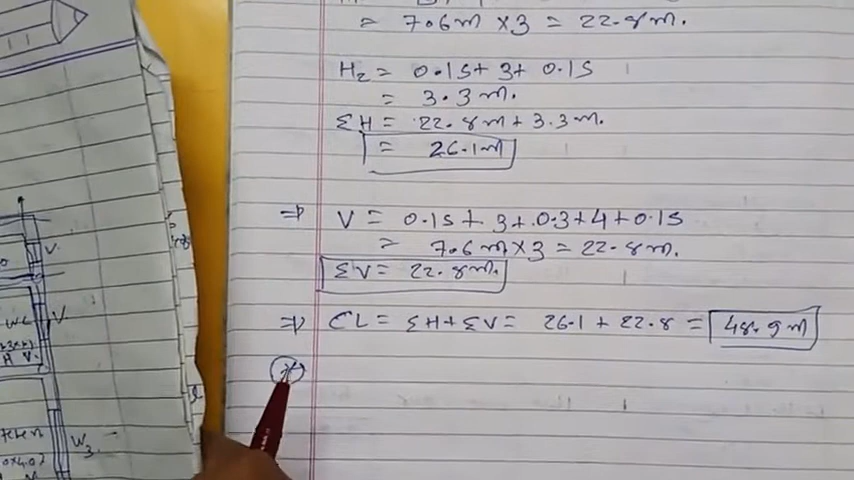 = 7.6m ×3 = 22.8m.
H2 = 0.15+ 3+ 0.15
= 3.3m.
ΣH = 22.8m + 3.3m.
= 26.1m
⇒ V = 0.15+ 3+.0.3+4+0.15
= 7.6m×3 = 22.8m.
ΣV = 22.8m.
⇒ CL = ΣH+ΣV = 26.1 + 22.8 = 48.9m
V
W.C
V
H V.
W3